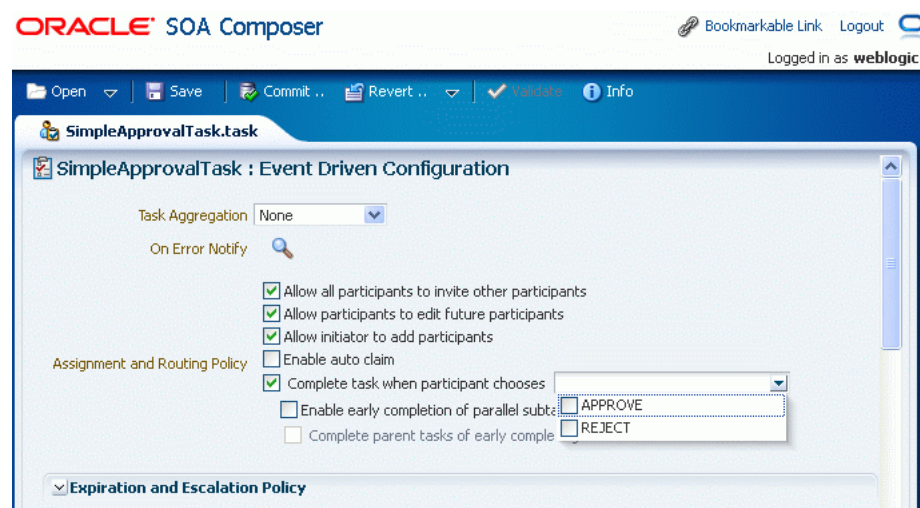 ORACLE SOA Composer
Bookmarkable Link Logout
Logged in as weblogic
Open Save Commit .. Revert .. Validate Info
SimpleApprovalTask.task
SimpleApprovalTask : Event Driven Configuration
Task Aggregation None
On Error Notify
Allow all participants to invite other participants
Allow participants to edit future participants
Allow initiator to add participants
Assignment and Routing Policy Enable auto claim
Complete task when participant chooses
Enable early completion of parallel subta APPROVE
REJECT
Complete parent tasks of early comple
Expiration and Escalation Policy